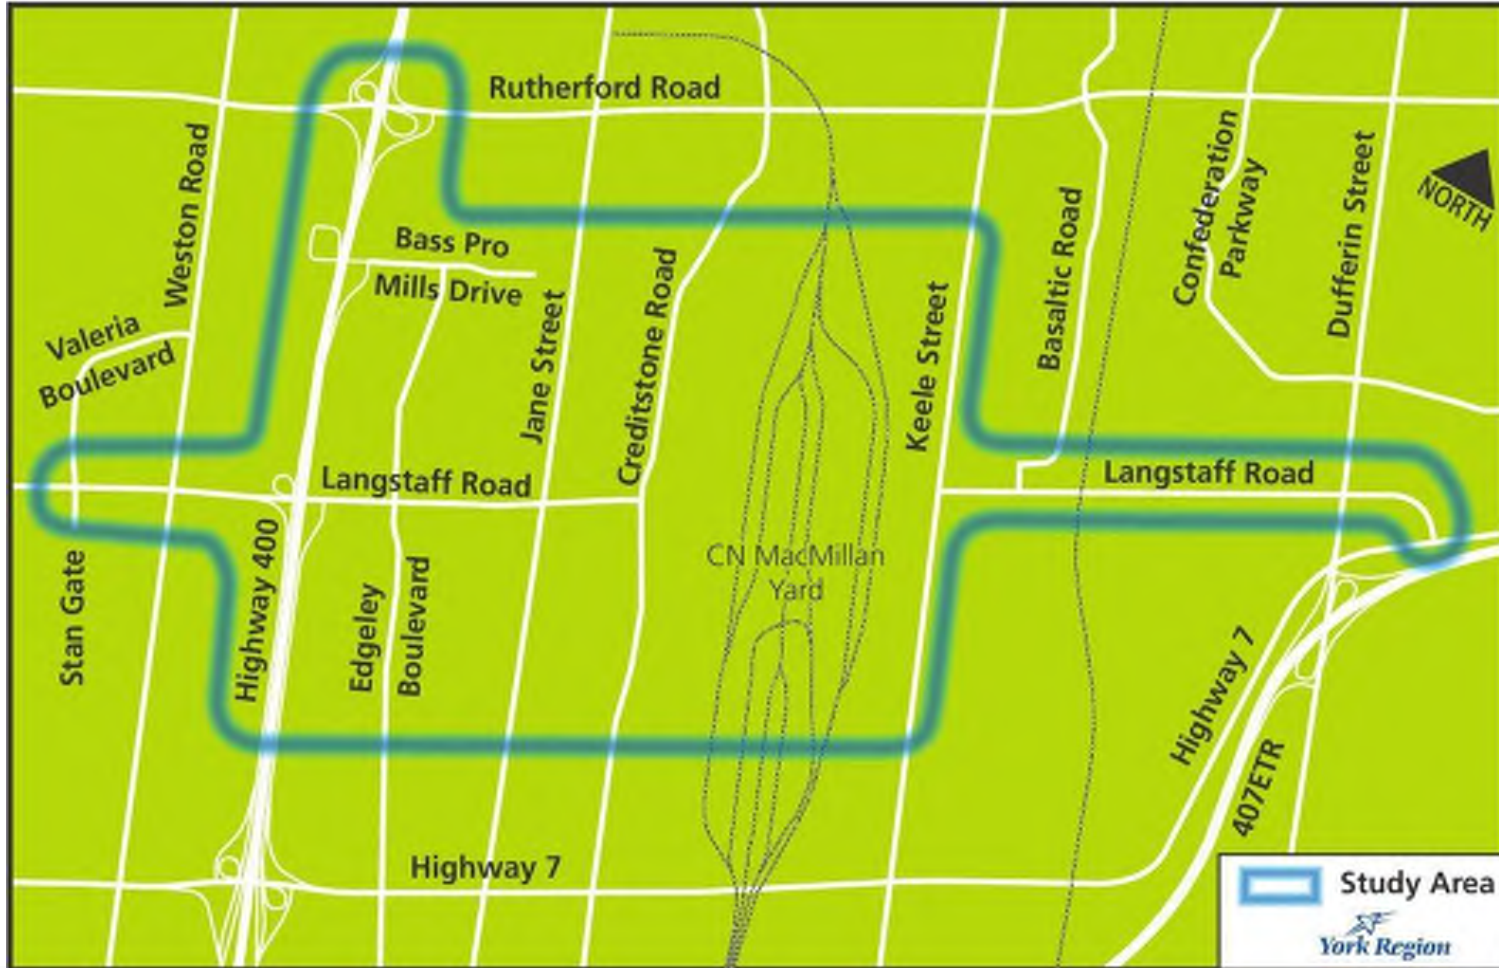 Rutherford Road
Weston Road
Bass Pro
Mills Drive
Valeria
Boulevard
Jane Street
Creditstone Road
Keele Street
Basaltic Road
Confederation
Parkway
Dufferin Street
NORTH
Langstaff Road
Langstaff Road
Stan Gate
Highway 400
Edgeley
Boulevard
CN MacMillan
Yard
Highway 7
407ETR
Highway 7
Study Area
York Region